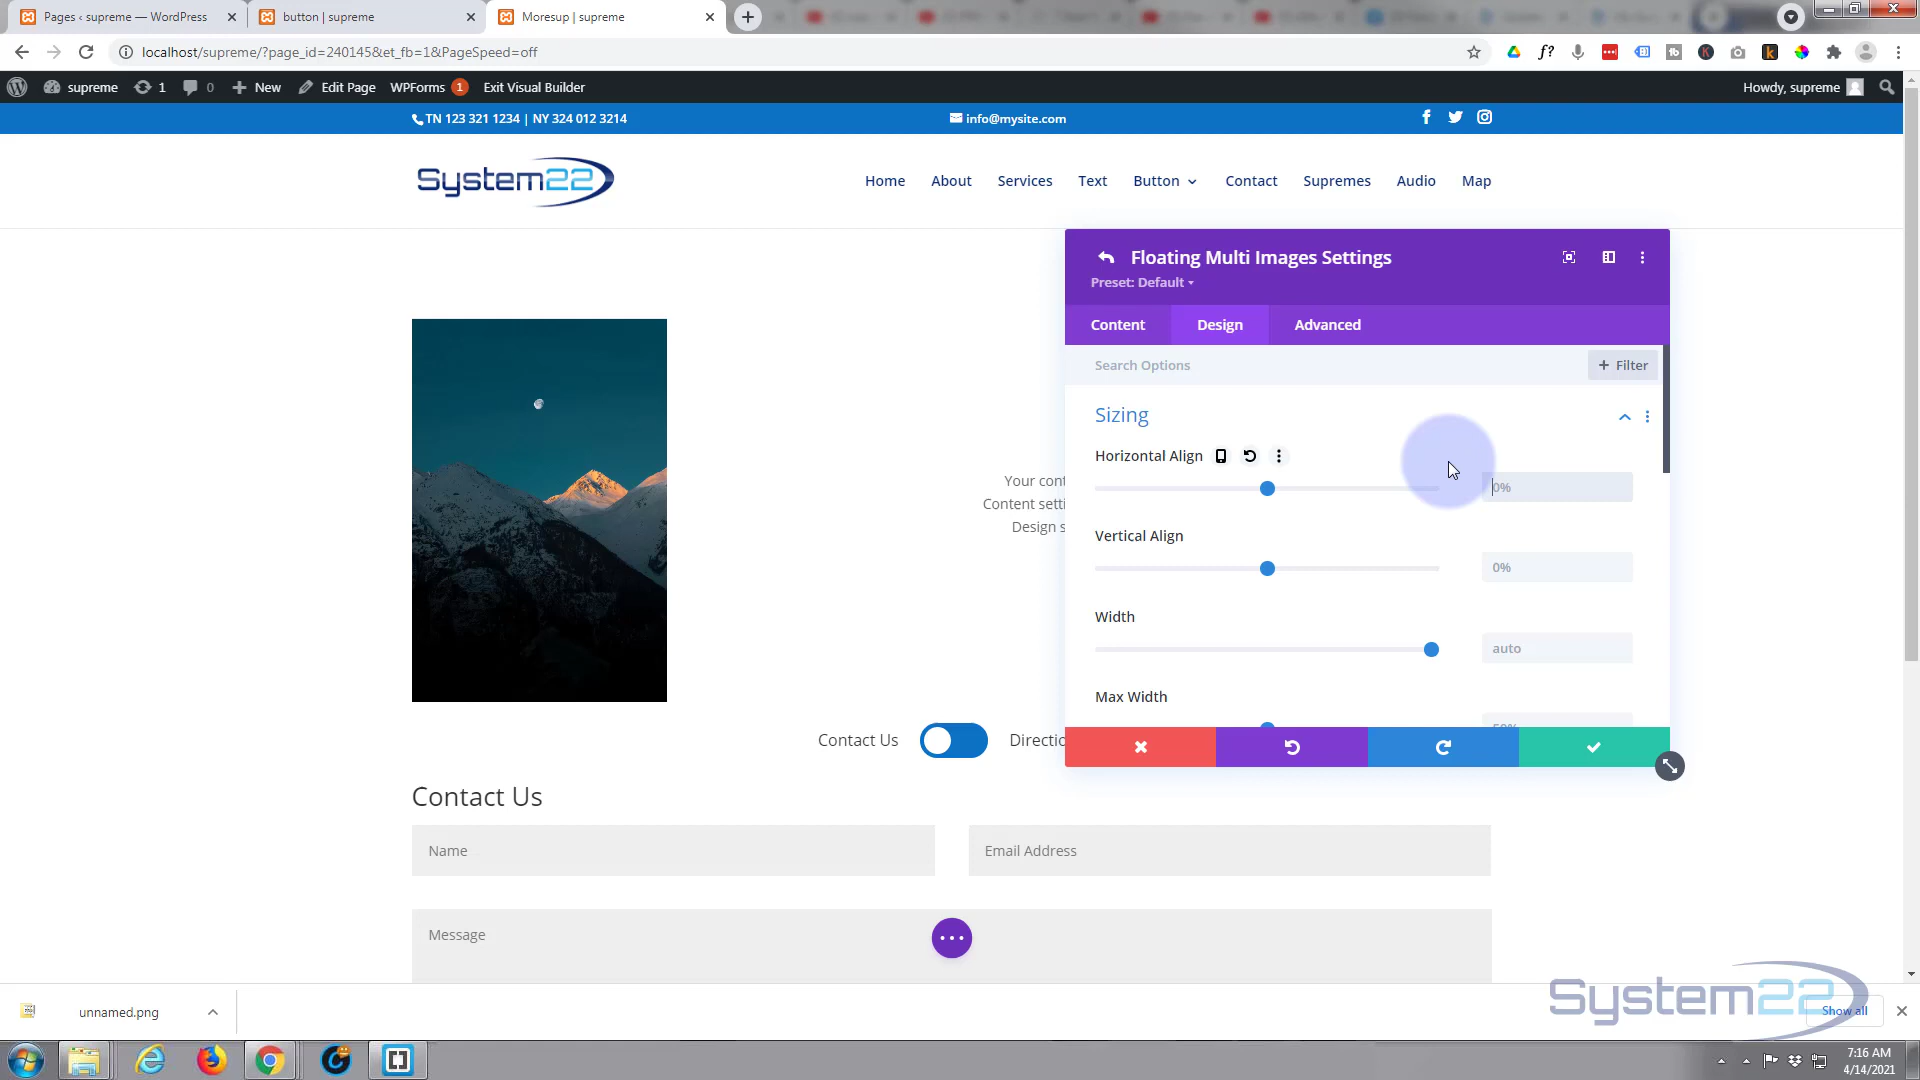 Pages ‹ supreme — WordPress
button | supreme
Moresup | supreme
localhost/supreme/?page_id=240145&et_fb=1&PageSpeed=off
supreme
1
0
New
Edit Page
WPForms 1
Exit Visual Builder
Howdy, supreme
TN 123 321 1234 | NY 324 012 3214
info@mysite.com
System22
Home
About
Services
Text
Button
Contact
Supremes
Audio
Map
Floating Multi Images Settings
Preset: Default
Content
Design
Advanced
Search Options
+ Filter
Sizing
Horizontal Align
0%
Vertical Align
0%
Width
auto
Max Width
50%
Your cont
Content setti
Design s
Contact Us
Directio
Contact Us
Name
Email Address
Message
unnamed.png
System22
Show all
7:16 AM
4/14/2021